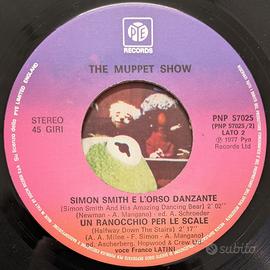 PYE
RECORDS
THE MUPPET SHOW
STEREO
45 GIRI
PNP 57025
(PNP 57025/2)
LATO 2
℗ 1977 Pye
Records Ltd
SIMON SMITH E L'ORSO DANZANTE
(Simon Smith And His Amazing Dancing Bear) 2' 02''
(Newman - A. Mangano) ed. A. Schroeder
UN RANOCCHIO PER LE SCALE
(Halfway Down The Stairs) 2' 17''
(A. A. Milne - F. Simon - A. Mangano)
ed. Ascherberg, Hopwood & Crew Ltd
voce Franco LATINI
subito